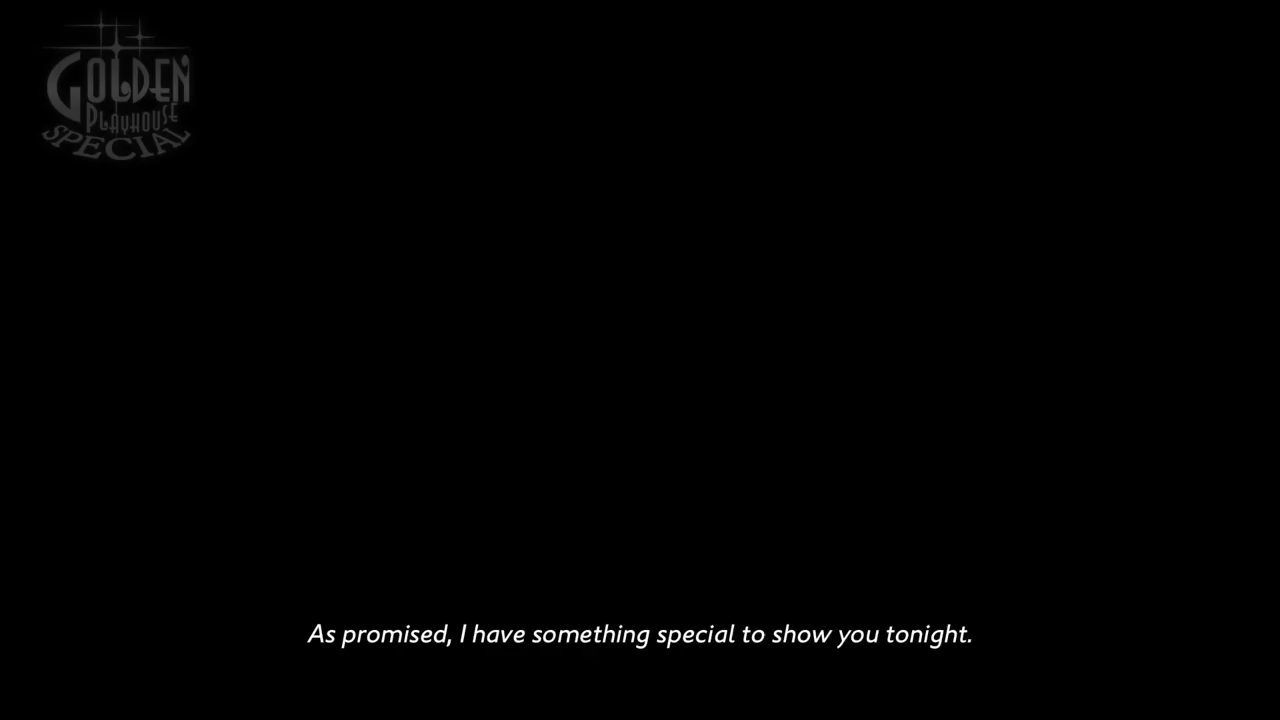 GOLDEN
PLAYHOUSE
SPECIAL
As promised, I have something special to show you tonight.